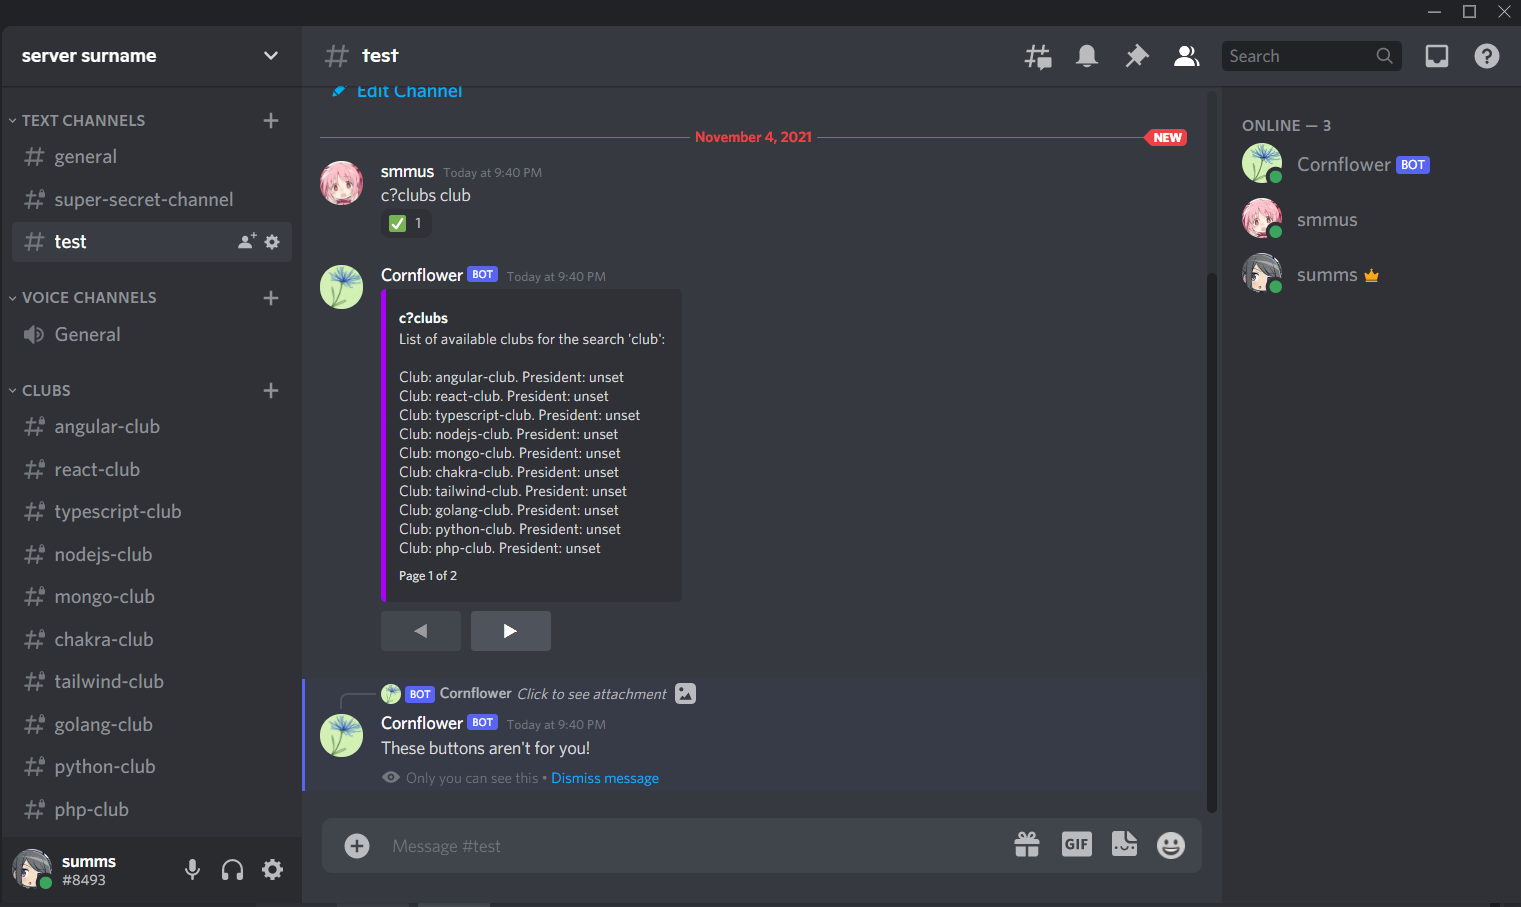 server surname
TEXT CHANNELS
general
super-secret-channel
test
VOICE CHANNELS
General
CLUBS
angular-club
react-club
typescript-club
nodejs-club
mongo-club
chakra-club
tailwind-club
golang-club
python-club
php-club
summs
#8493
test
Search
Edit Channel
November 4, 2021
NEW
smmus Today at 9:40 PM
c?clubs club
1
Cornflower BOT Today at 9:40 PM
c?clubs
List of available clubs for the search 'club':
Club: angular-club. President: unset
Club: react-club. President: unset
Club: typescript-club. President: unset
Club: nodejs-club. President: unset
Club: mongo-club. President: unset
Club: chakra-club. President: unset
Club: tailwind-club. President: unset
Club: golang-club. President: unset
Club: python-club. President: unset
Club: php-club. President: unset
Page 1 of 2
BOT Cornflower Click to see attachment
Cornflower BOT Today at 9:40 PM
These buttons aren't for you!
Only you can see this • Dismiss message
Message #test
GIF
ONLINE — 3
Cornflower BOT
smmus
summs